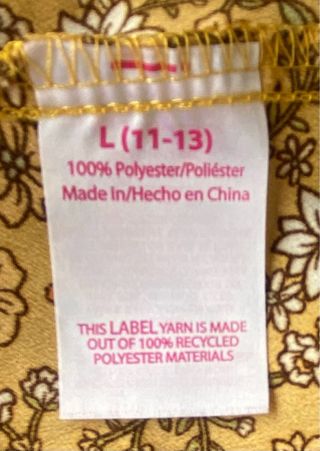 L (11-13)
100% Polyester/Poliéster
Made In/Hecho en China
THIS LABEL YARN IS MADE
OUT OF 100% RECYCLED
POLYESTER MATERIALS